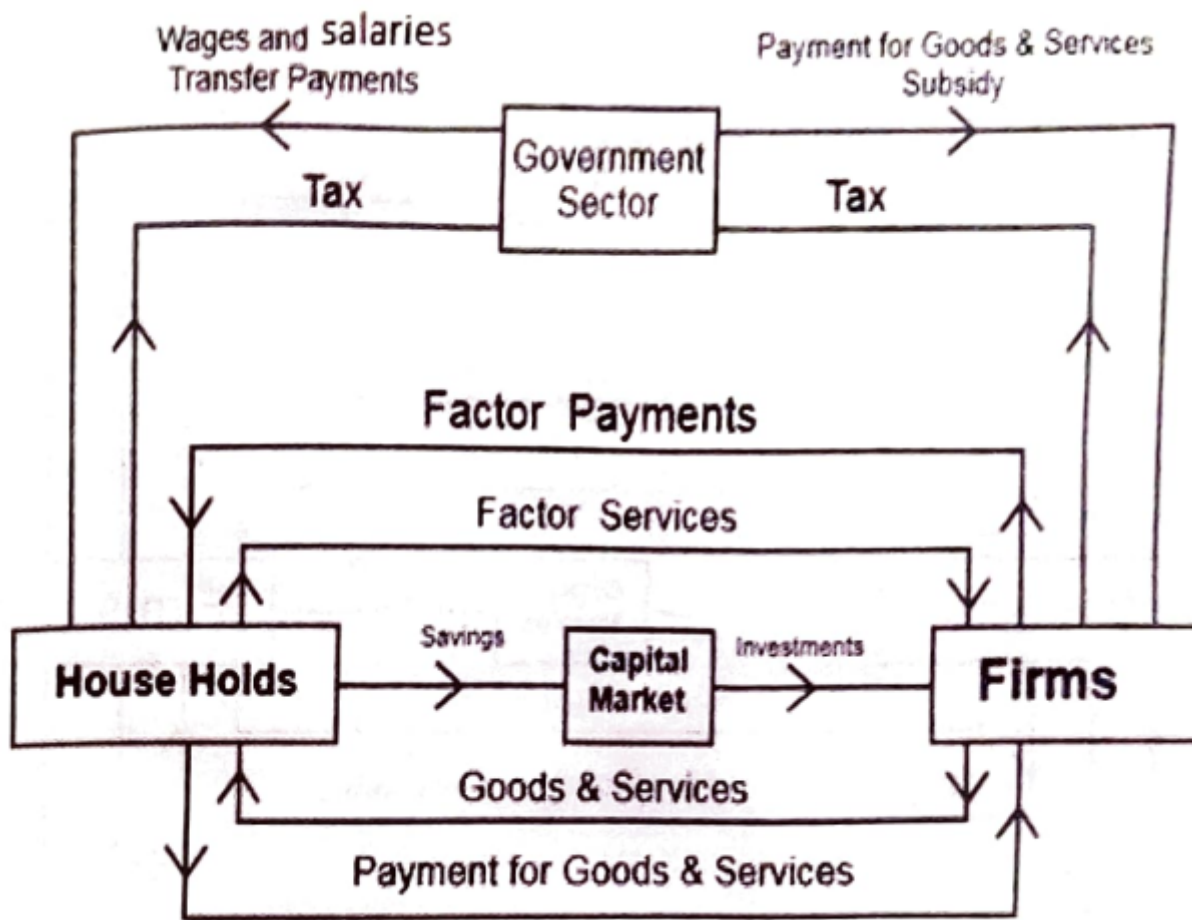 Wages and salaries
Transfer Payments
Payment for Goods & Services
Subsidy
Government
Sector
Tax
Tax
Factor Payments
Factor Services
Savings
Capital
Market
Investments
House Holds
Firms
Goods & Services
Payment for Goods & Services